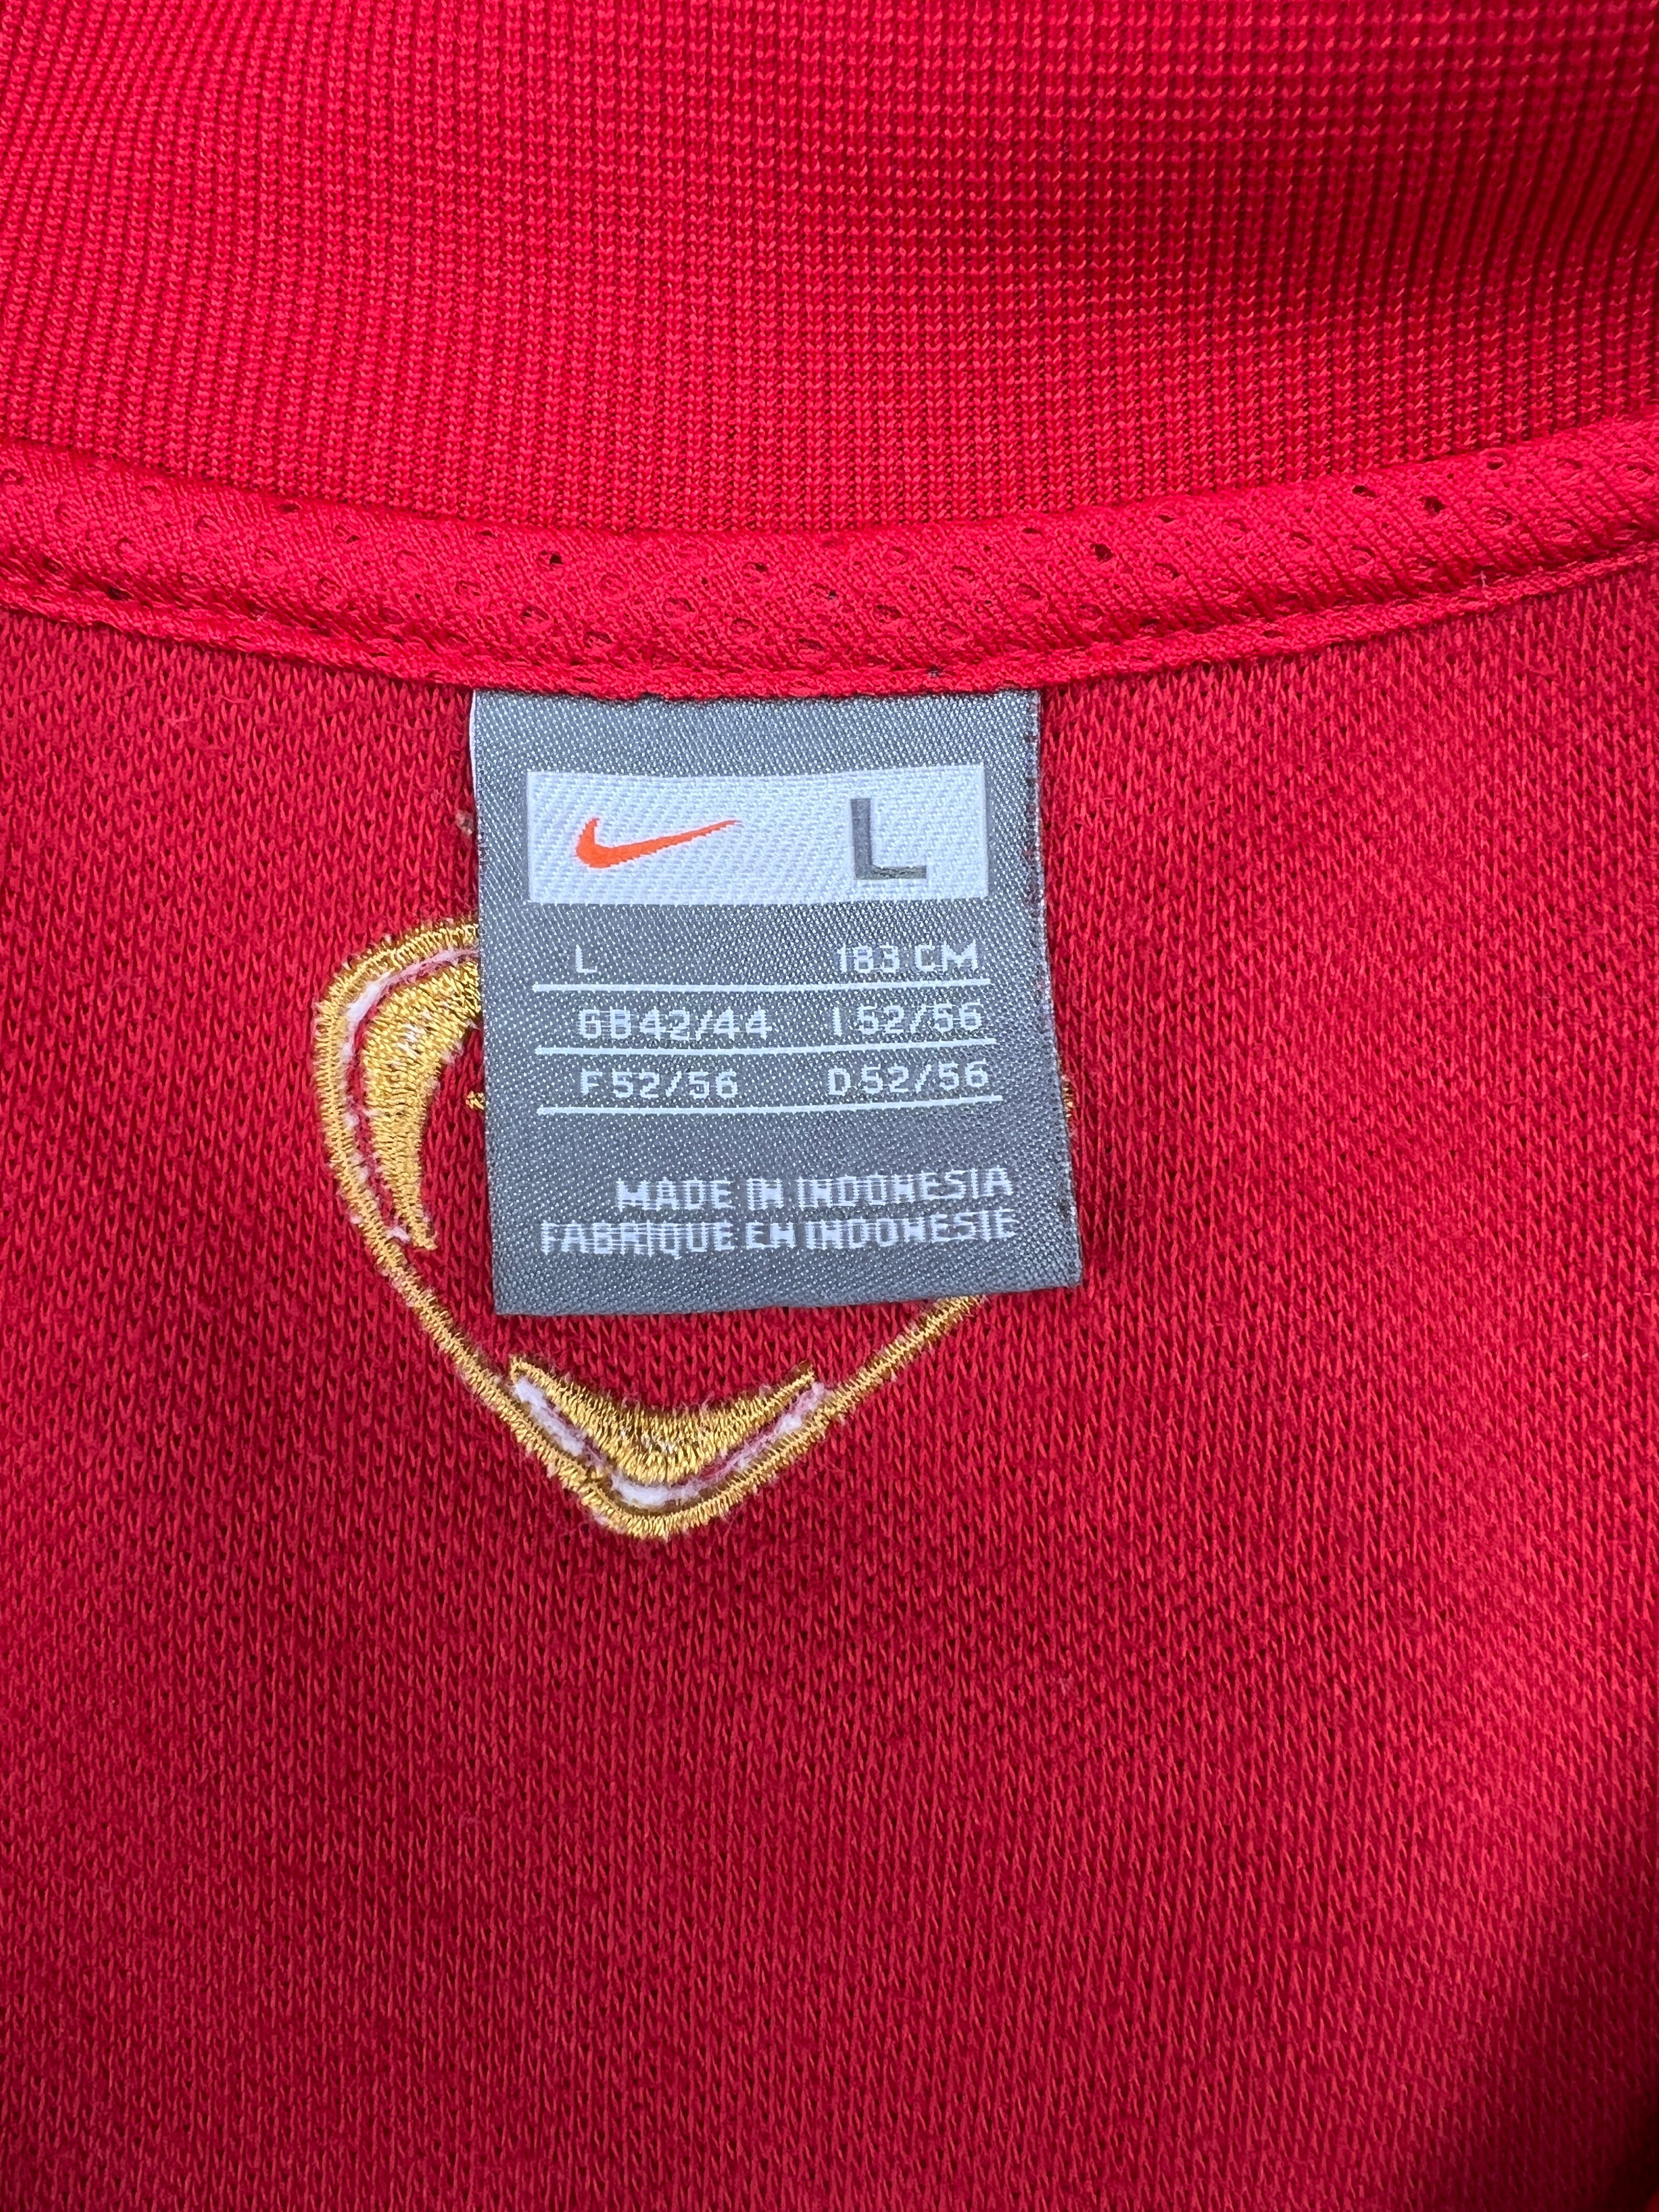 L
L 183 CM
GB42/44 I52/56
F52/56 D52/56
MADE IN INDONESIA
FABRIQUE EN INDONESIE